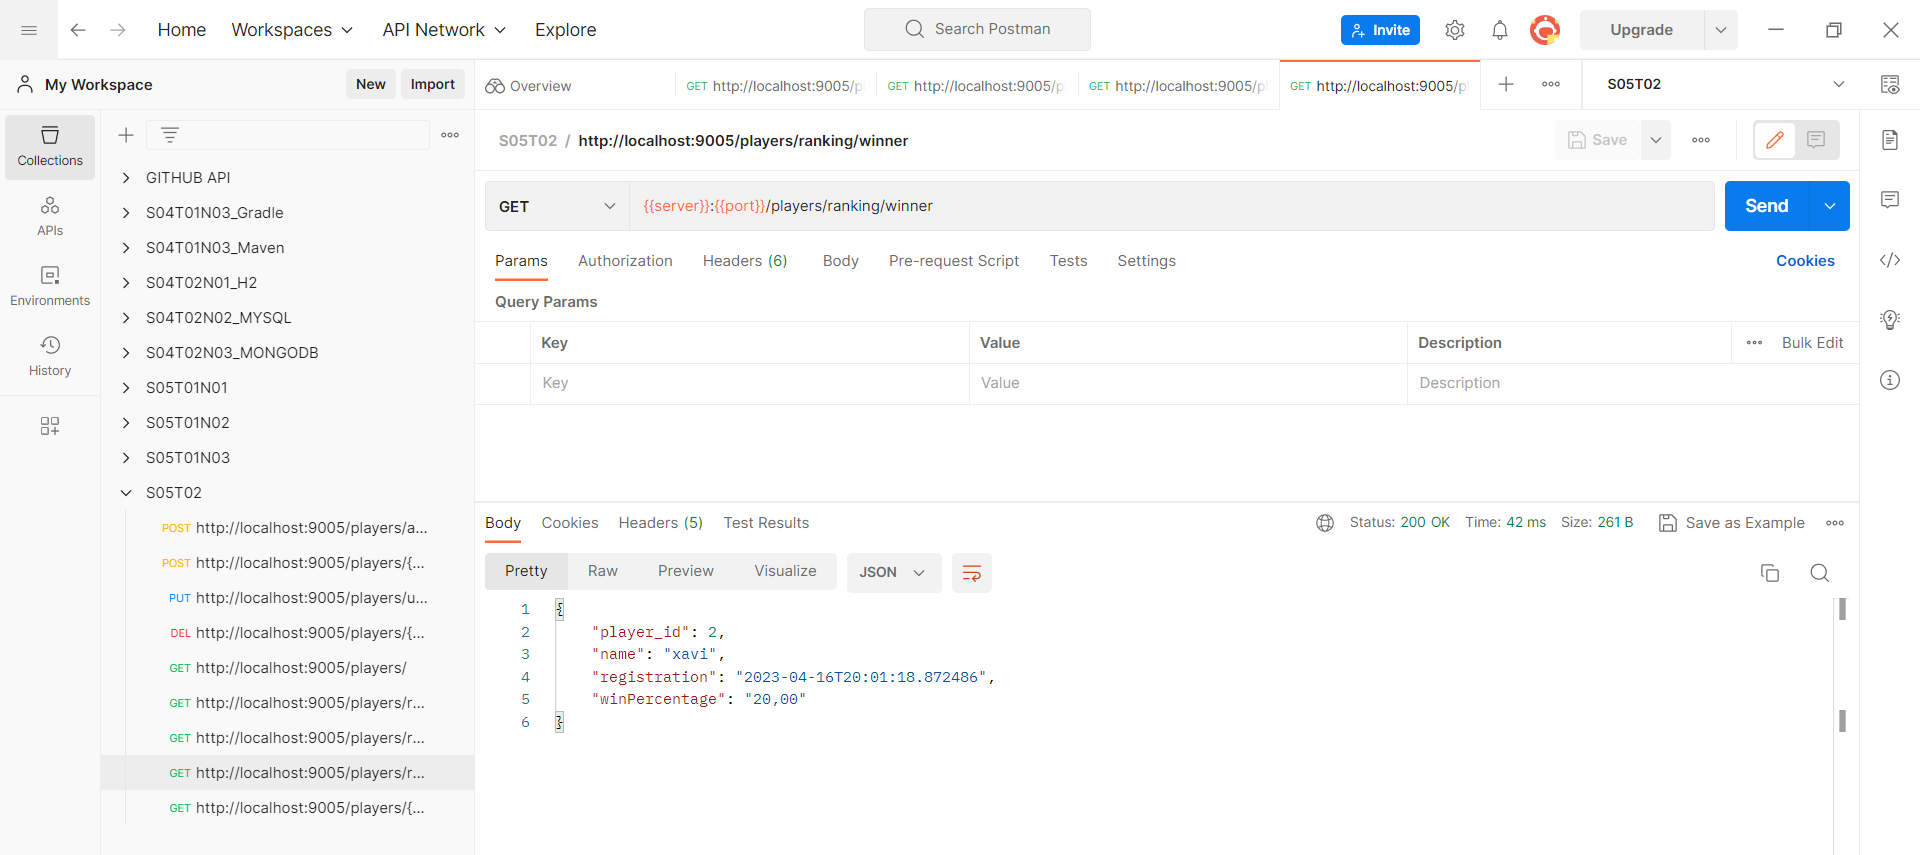 Home
Workspaces
API Network
Explore
Search Postman
Invite
Upgrade
My Workspace
New
Import
Overview
GET http://localhost:9005/p
GET http://localhost:9005/p
GET http://localhost:9005/p
GET http://localhost:9005/p
S05T02
Collections
APIs
Environments
History
GITHUB API
S04T01N03_Gradle
S04T01N03_Maven
S04T02N01_H2
S04T02N02_MYSQL
S04T02N03_MONGODB
S05T01N01
S05T01N02
S05T01N03
S05T02
POST http://localhost:9005/players/a...
POST http://localhost:9005/players/{...
PUT http://localhost:9005/players/u...
DEL http://localhost:9005/players/{...
GET http://localhost:9005/players/
GET http://localhost:9005/players/r...
GET http://localhost:9005/players/r...
GET http://localhost:9005/players/r...
GET http://localhost:9005/players/{...
S05T02 / http://localhost:9005/players/ranking/winner
Save
GET
{{server}}:{{port}}/players/ranking/winner
Send
Params
Authorization
Headers (6)
Body
Pre-request Script
Tests
Settings
Cookies
Query Params
Key
Value
Description
Bulk Edit
Key
Value
Description
Body
Cookies
Headers (5)
Test Results
Status: 200 OK
Time: 42 ms
Size: 261 B
Save as Example
Pretty
Raw
Preview
Visualize
JSON
1 {
2 "player_id": 2,
3 "name": "xavi",
4 "registration": "2023-04-16T20:01:18.872486",
5 "winPercentage": "20,00"
6 }